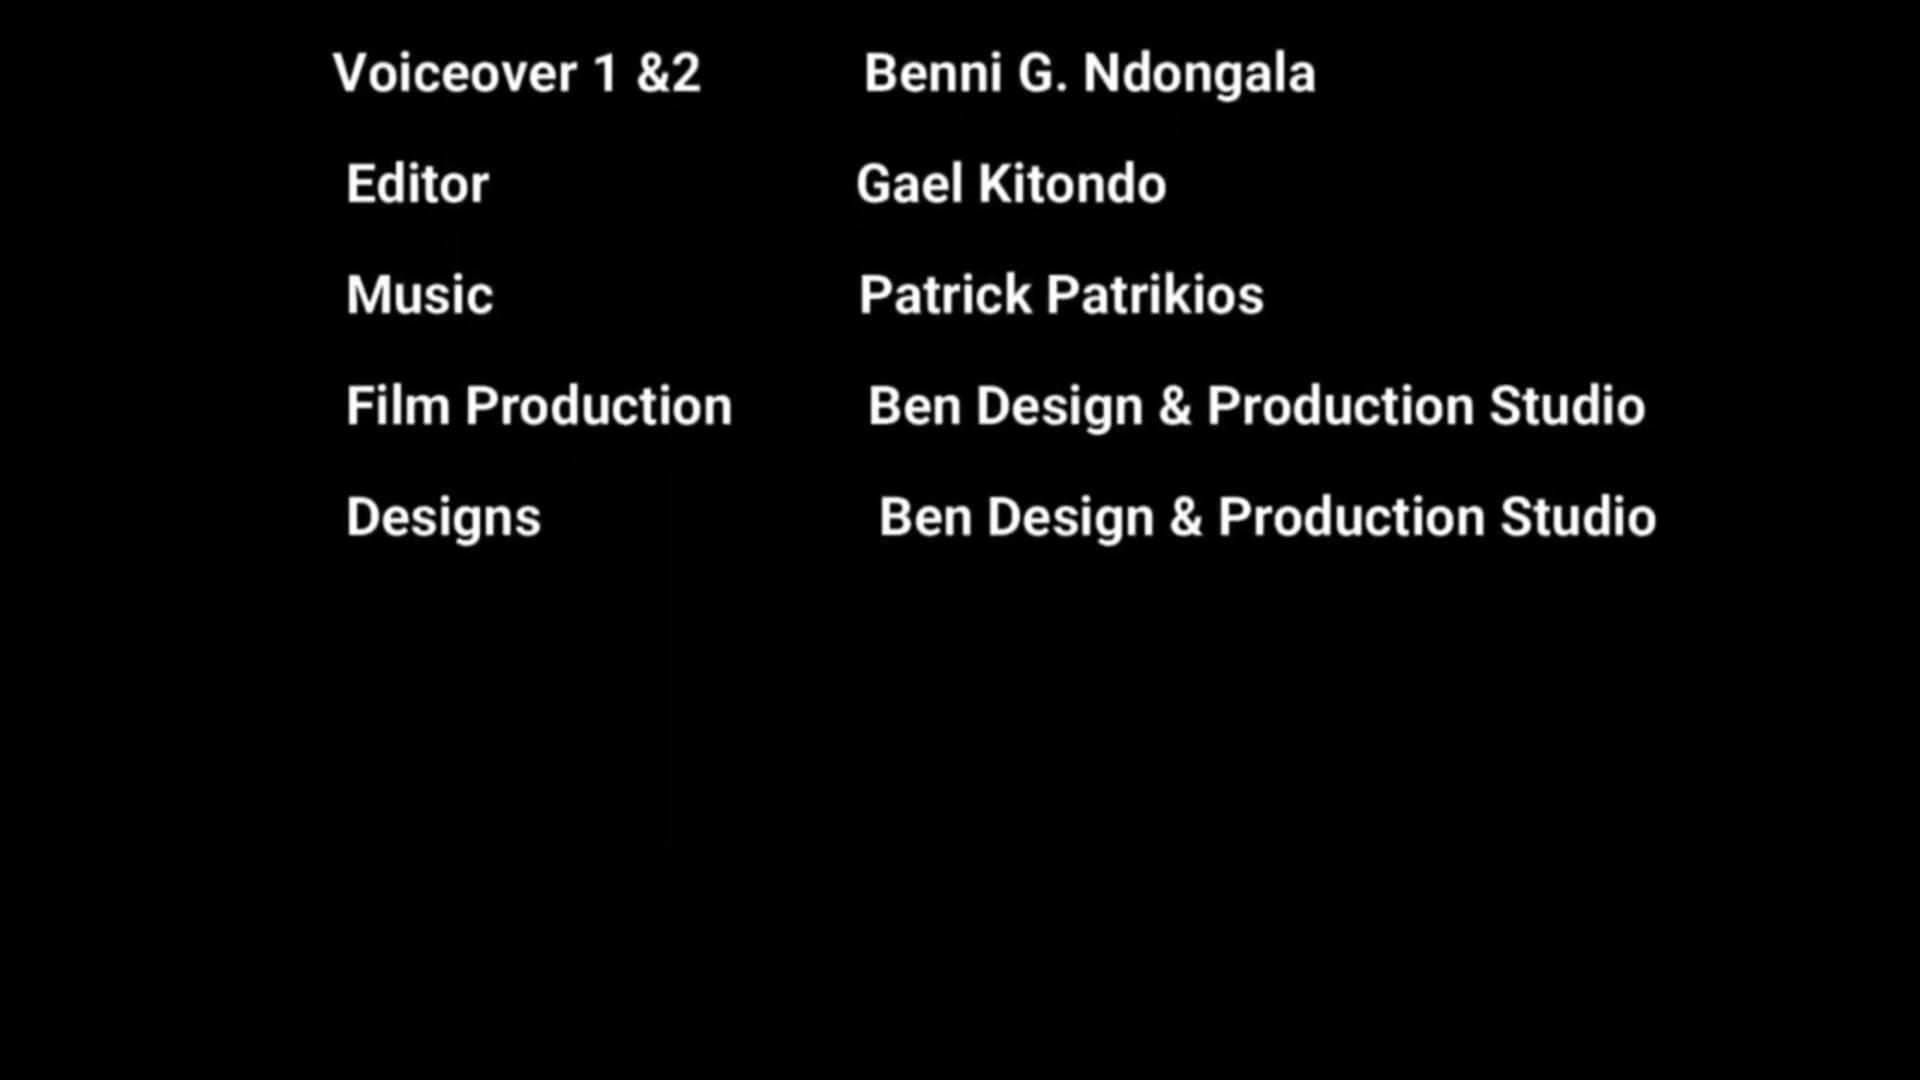 Voiceover 1 &2 Benni G. Ndongala
Editor Gael Kitondo
Music Patrick Patrikios
Film Production Ben Design & Production Studio
Designs Ben Design & Production Studio